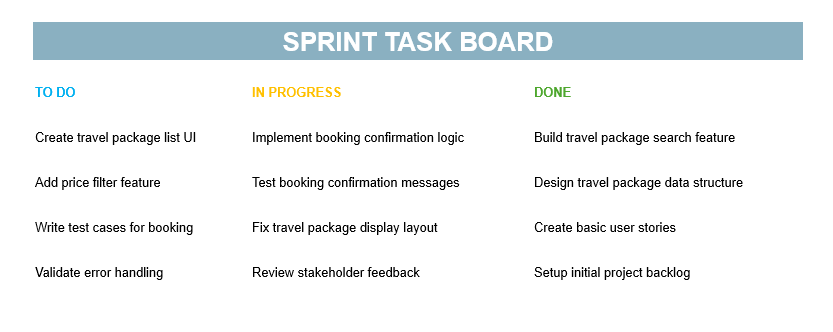 SPRINT TASK BOARD
TO DO IN PROGRESS DONE
Create travel package list UI Implement booking confirmation logic Build travel package search feature
Add price filter feature Test booking confirmation messages Design travel package data structure
Write test cases for booking Fix travel package display layout Create basic user stories
Validate error handling Review stakeholder feedback Setup initial project backlog